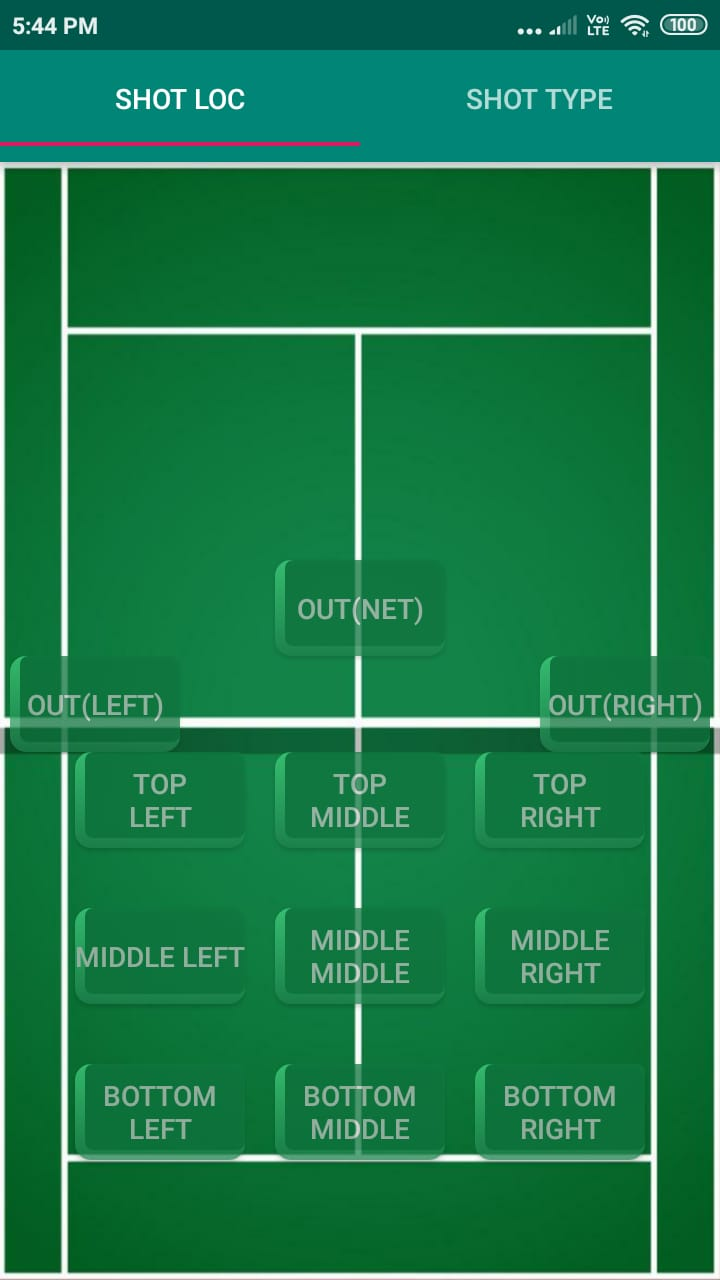 5:44 PM
Vo)) LTE
100
SHOT LOC
SHOT TYPE
OUT(NET)
OUT(LEFT)
OUT(RIGHT)
TOP
LEFT
TOP
MIDDLE
TOP
RIGHT
MIDDLE LEFT
MIDDLE
MIDDLE
MIDDLE
RIGHT
BOTTOM
LEFT
BOTTOM
MIDDLE
BOTTOM
RIGHT